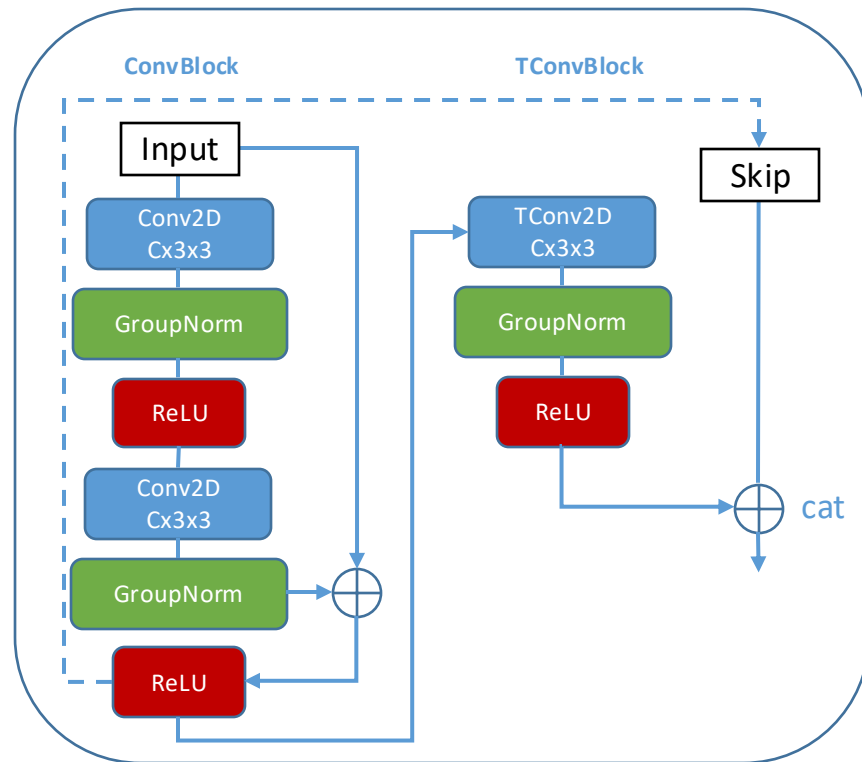 ConvBlock
TConvBlock
Input
Skip
Conv2D
Cx3x3
TConv2D
Cx3x3
GroupNorm
GroupNorm
ReLU
ReLU
Conv2D
Cx3x3
cat
GroupNorm
ReLU